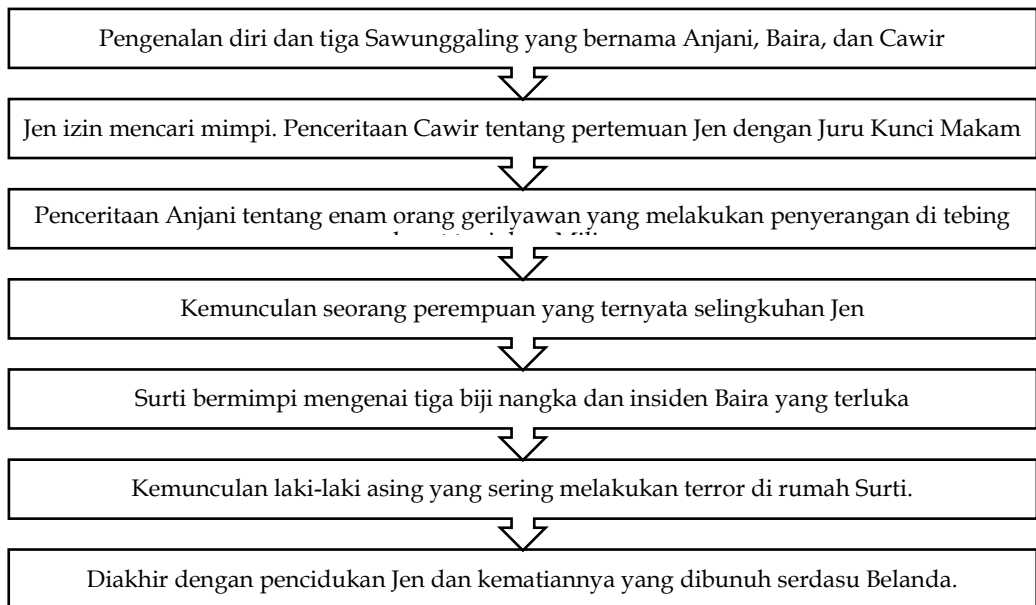 Pengenalan diri dan tiga Sawunggaling yang bernama Anjani, Baira, dan Cawir
Jen izin mencari mimpi. Penceritaan Cawir tentang pertemuan Jen dengan Juru Kunci Makam
Penceritaan Anjani tentang enam orang gerilyawan yang melakukan penyerangan di tebing
Kemunculan seorang perempuan yang ternyata selingkuhan Jen
Surti bermimpi mengenai tiga biji nangka dan insiden Baira yang terluka
Kemunculan laki-laki asing yang sering melakukan terror di rumah Surti.
Diakhir dengan pencidukan Jen dan kematiannya yang dibunuh serdasu Belanda.